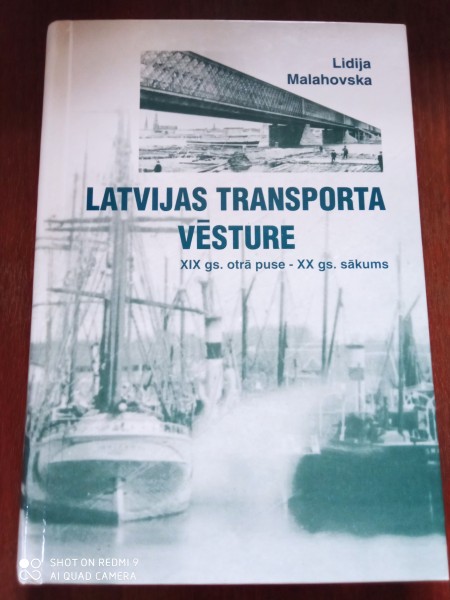 Lidija
Malahovska
LATVIJAS TRANSPORTA
VĒSTURE
XIX gs. otrā puse - XX gs. sākums
SHOT ON REDMI 9
AI QUAD CAMERA